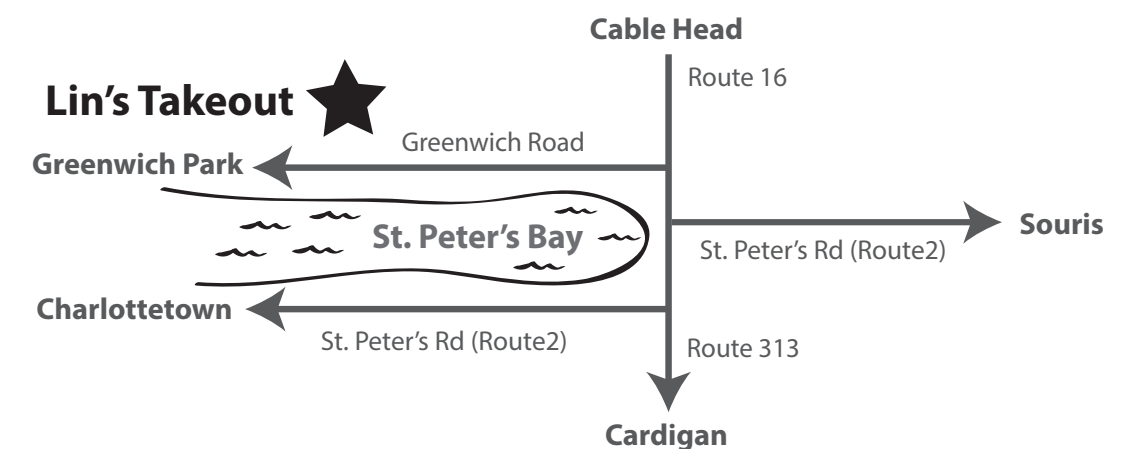 Cable Head
Route 16
Lin's Takeout
Greenwich Road
Greenwich Park
St. Peter's Bay
Souris
St. Peter's Rd (Route2)
Charlottetown
St. Peter's Rd (Route2)
Route 313
Cardigan